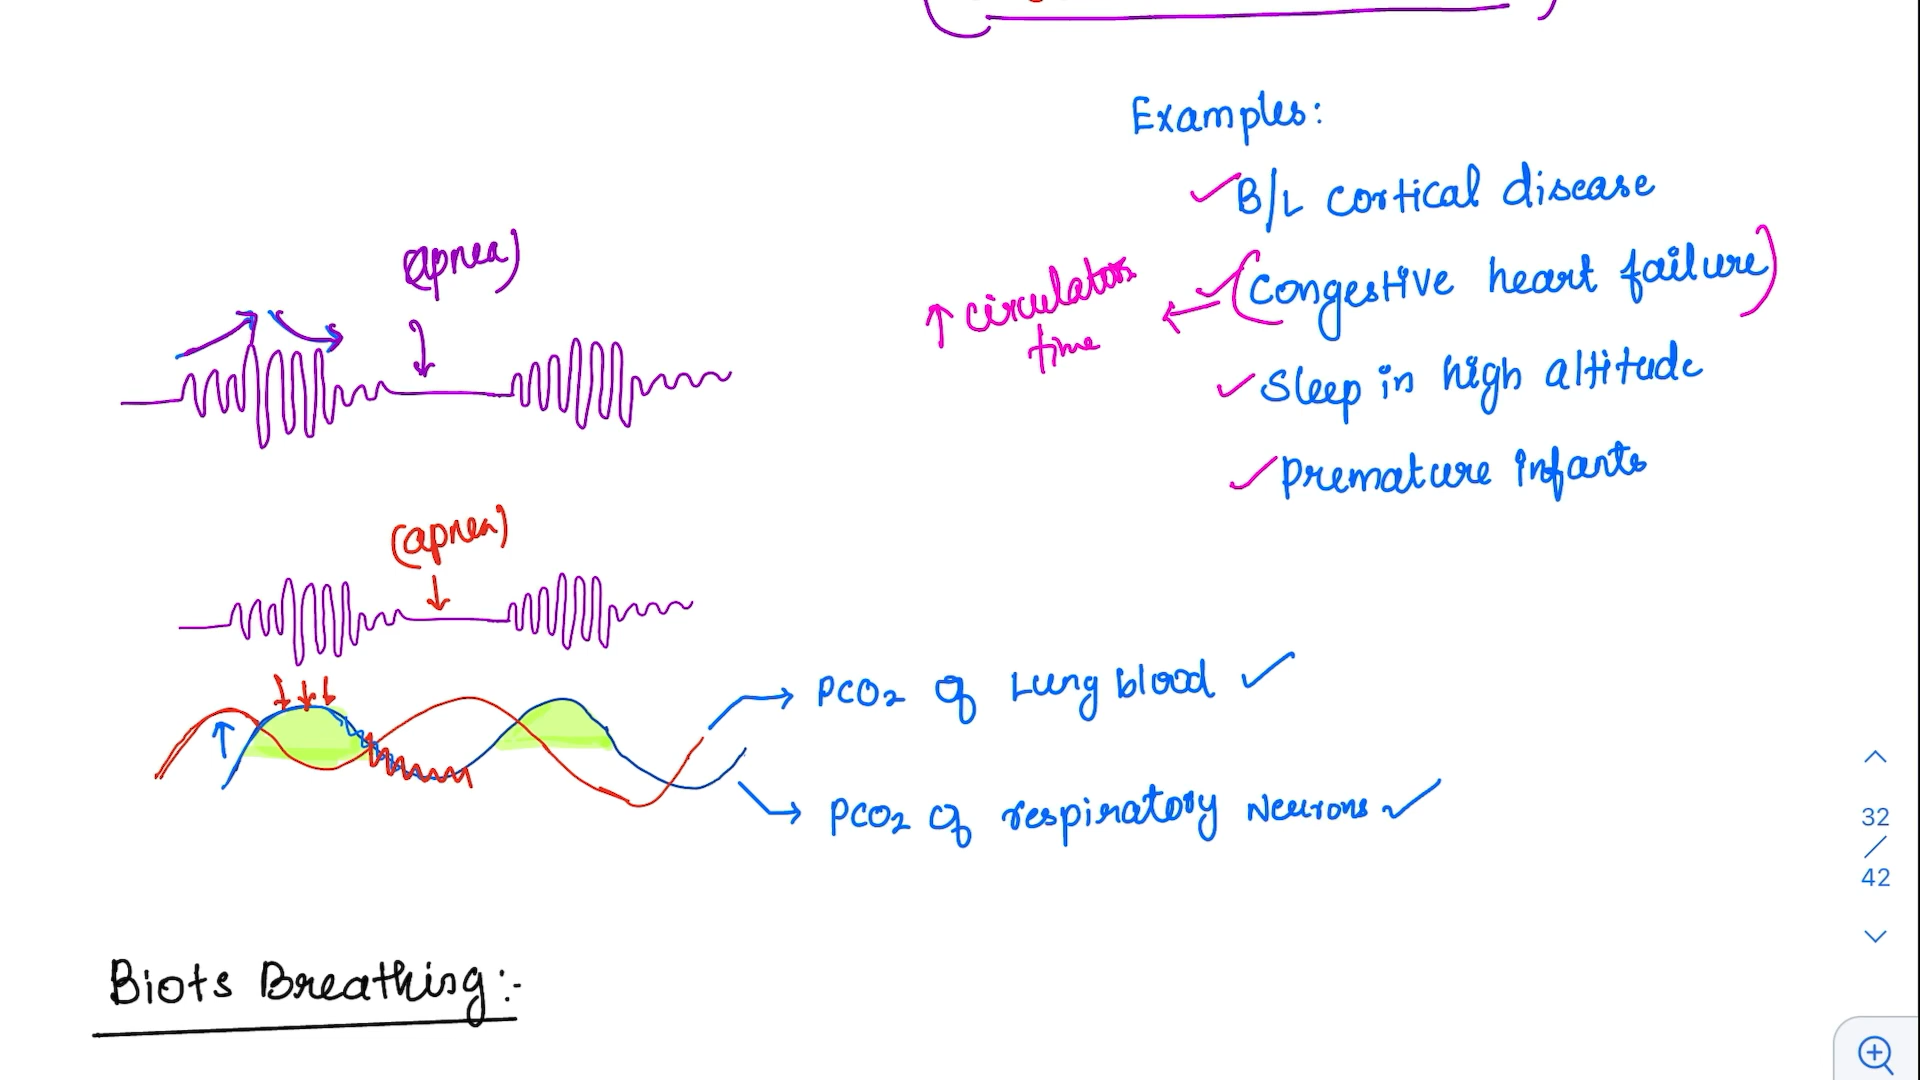 Examples:
B/L cortical disease
(Congestive heart failure)
↑ circulation time
Sleep in high altitude
Premature infants
(apnea)
(apnea)
PCO2 of Lung blood
PCO2 of respiratory Neurons
Biots Breathing:-
32
/
42